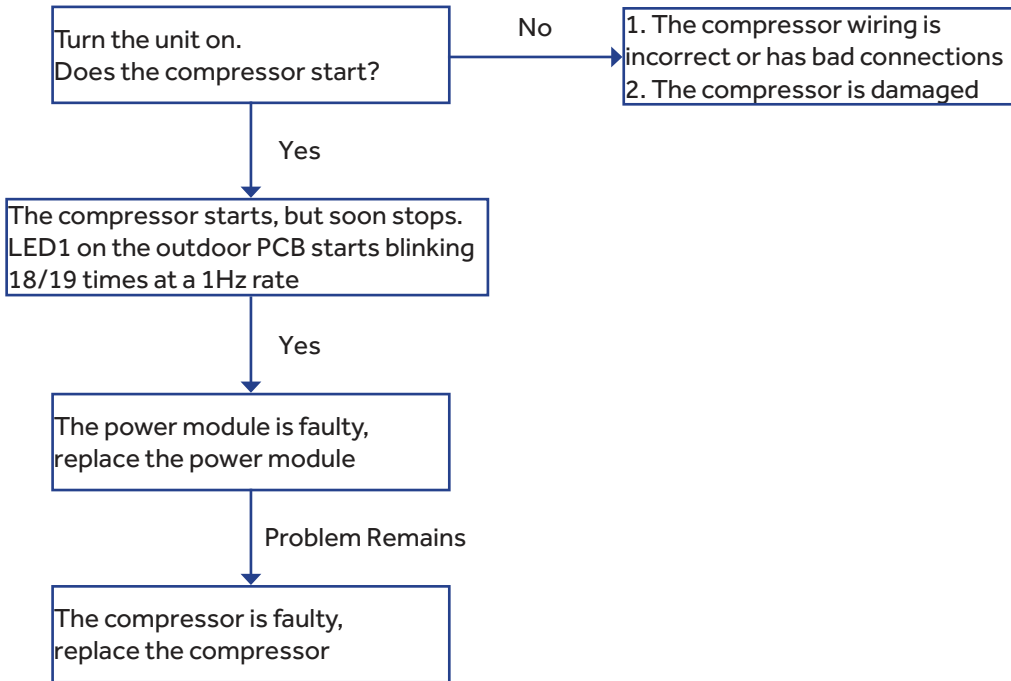 Turn the unit on.
Does the compressor start?
No
1. The compressor wiring is
incorrect or has bad connections
2. The compressor is damaged
Yes
The compressor starts, but soon stops.
LED1 on the outdoor PCB starts blinking
18/19 times at a 1Hz rate
Yes
The power module is faulty,
replace the power module
Problem Remains
The compressor is faulty,
replace the compressor